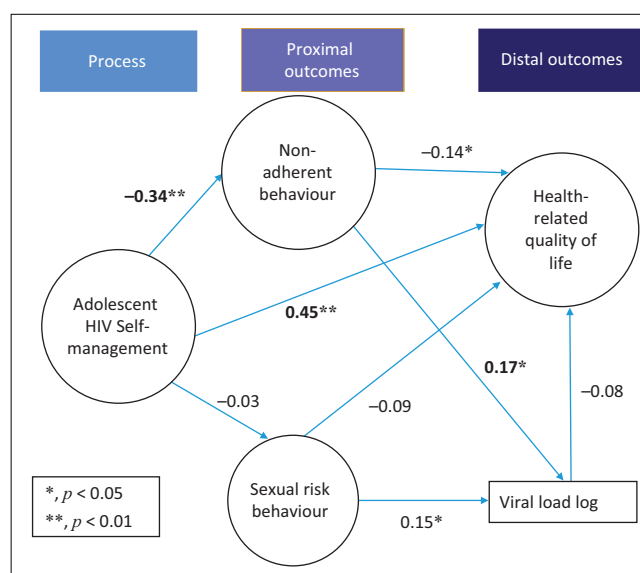 Process
Proximal
outcomes
Distal outcomes
Non-
adherent
behaviour
–0.14*
Health-
related
quality of
life
–0.34**
Adolescent
HIV Self-
management
0.45**
0.17*
–0.03
–0.09
–0.08
*, p < 0.05
**, p < 0.01
Sexual risk
behaviour
0.15*
Viral load log